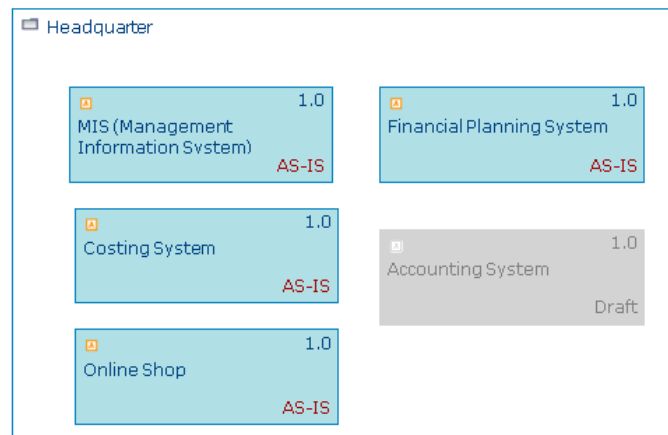 Headquarter
A
1.0
MIS (Management
Information System)
AS-IS
A
1.0
Financial Planning System
AS-IS
A
1.0
Costing System
AS-IS
A
1.0
Accounting System
Draft
A
1.0
Online Shop
AS-IS